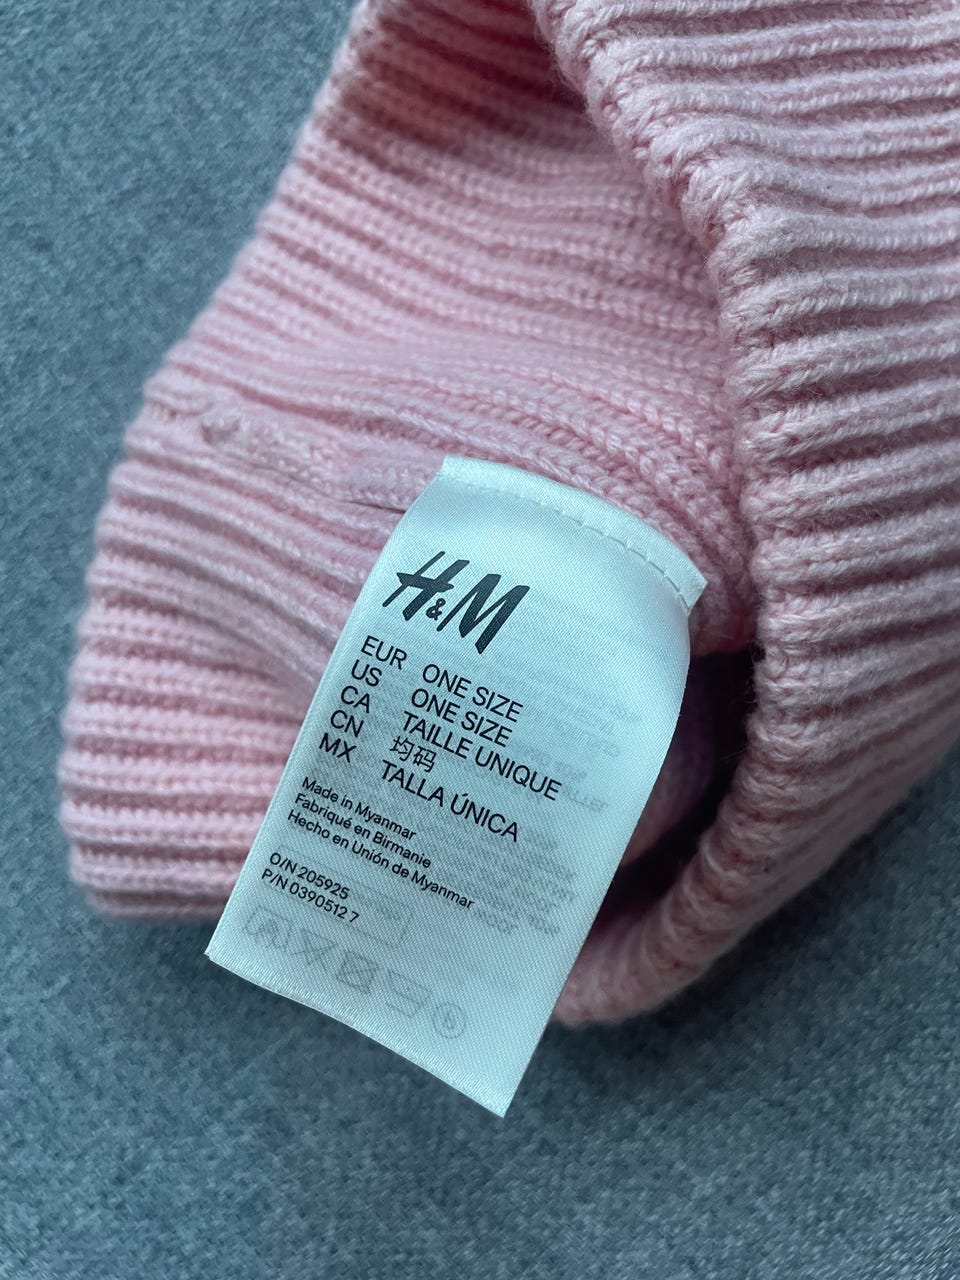 H&M
EUR ONE SIZE
US ONE SIZE
CA TAILLE UNIQUE
CN 均码
MX TALLA ÚNICA
Made in Myanmar
Fabriqué en Birmanie
Hecho en Unión de Myanmar
O/N 205925
P/N 0390512 7